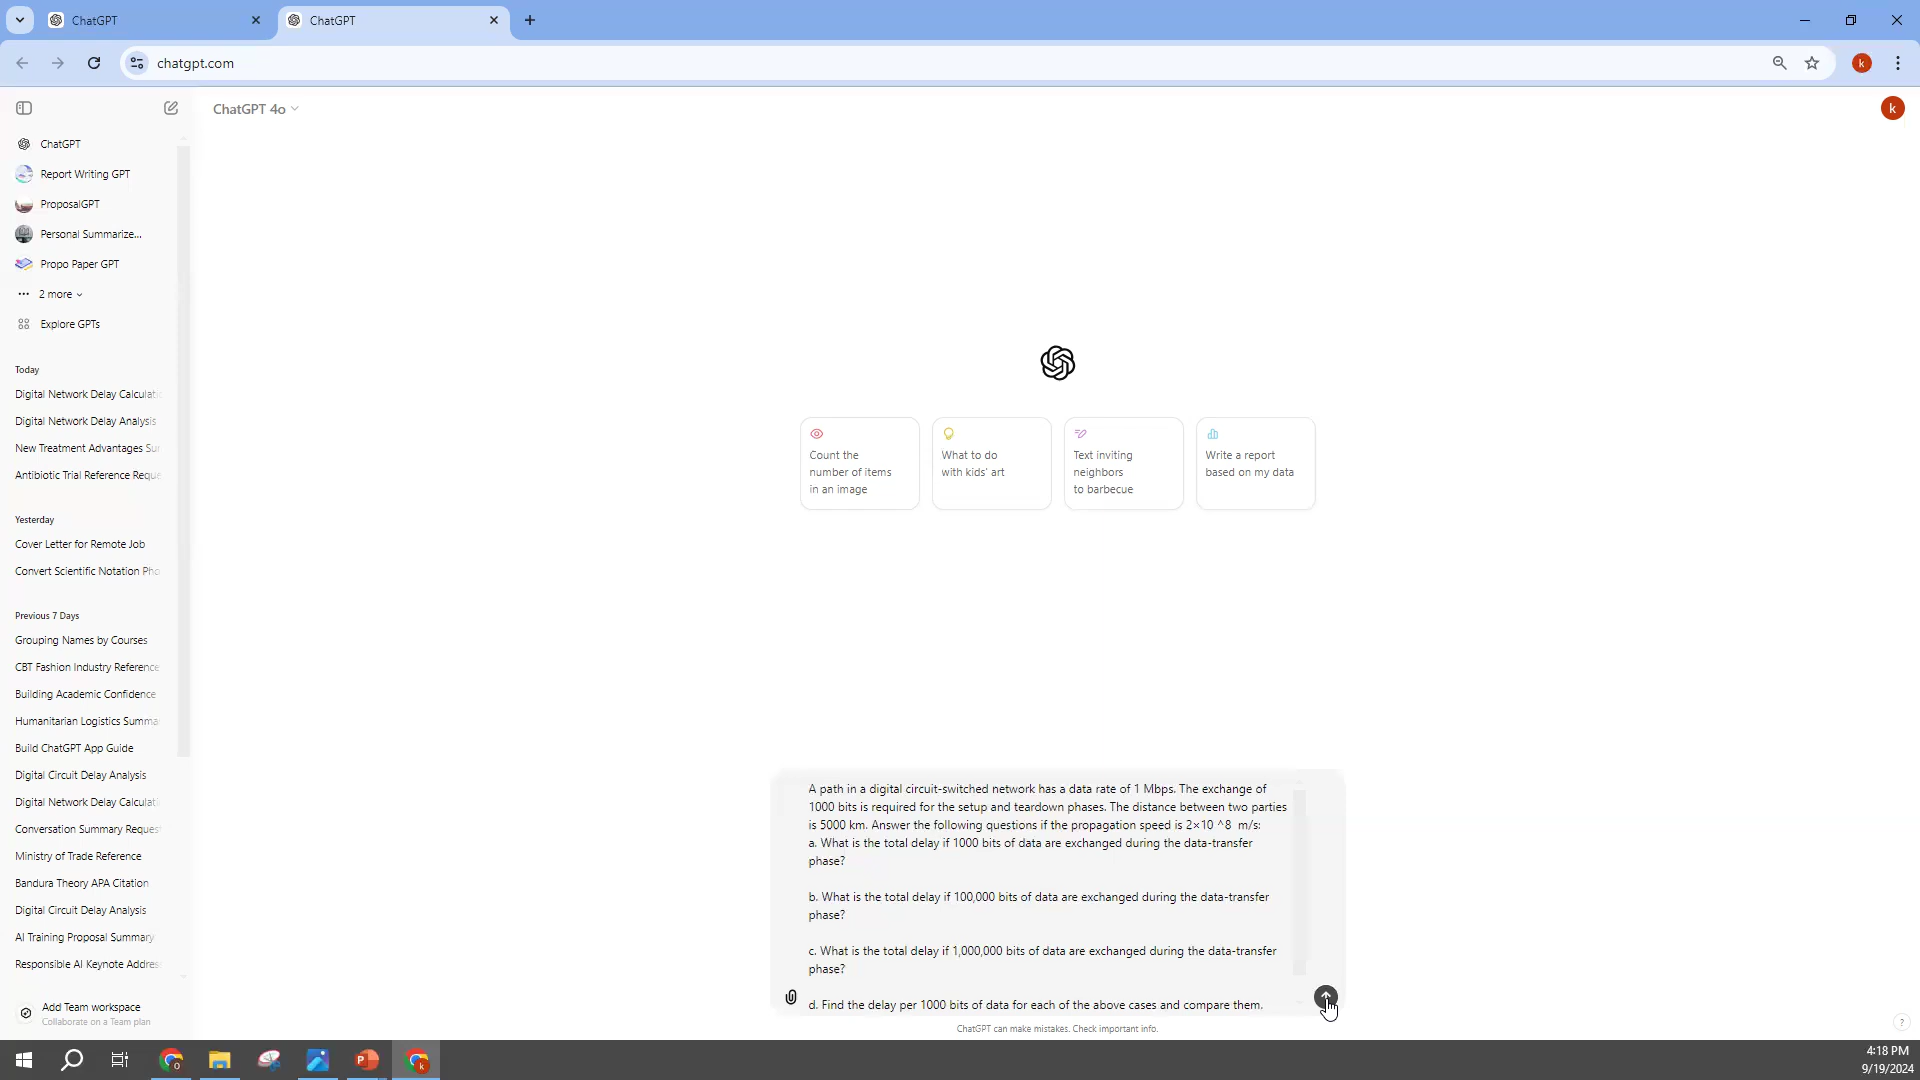 ChatGPT
ChatGPT
chatgpt.com
k
ChatGPT 4o
k
ChatGPT
Report Writing GPT
ProposalGPT
Personal Summarize...
Propo Paper GPT
2 more
Explore GPTs
Today
Digital Network Delay Calculati
Digital Network Delay Analysis
New Treatment Advantages Su
Antibiotic Trial Reference Reque
Yesterday
Cover Letter for Remote Job
Convert Scientific Notation Pho
Previous 7 Days
Grouping Names by Courses
CBT Fashion Industry Reference
Building Academic Confidence
Humanitarian Logistics Summa
Build ChatGPT App Guide
Digital Circuit Delay Analysis
Digital Network Delay Calculati
Conversation Summary Request
Ministry of Trade Reference
Bandura Theory APA Citation
Digital Circuit Delay Analysis
AI Training Proposal Summary
Responsible AI Keynote Addres
Add Team workspace
Collaborate on a Team plan
Count the
number of items
in an image
What to do
with kids' art
Text inviting
neighbors
to barbecue
Write a report
based on my data
A path in a digital circuit-switched network has a data rate of 1 Mbps. The exchange of
1000 bits is required for the setup and teardown phases. The distance between two parties
is 5000 km. Answer the following questions if the propagation speed is 2×10 ^8  m/s:
a. What is the total delay if 1000 bits of data are exchanged during the data-transfer
phase?
b. What is the total delay if 100,000 bits of data are exchanged during the data-transfer
phase?
c. What is the total delay if 1,000,000 bits of data are exchanged during the data-transfer
phase?
d. Find the delay per 1000 bits of data for each of the above cases and compare them.
ChatGPT can make mistakes. Check important info.
?
4:18 PM
9/19/2024